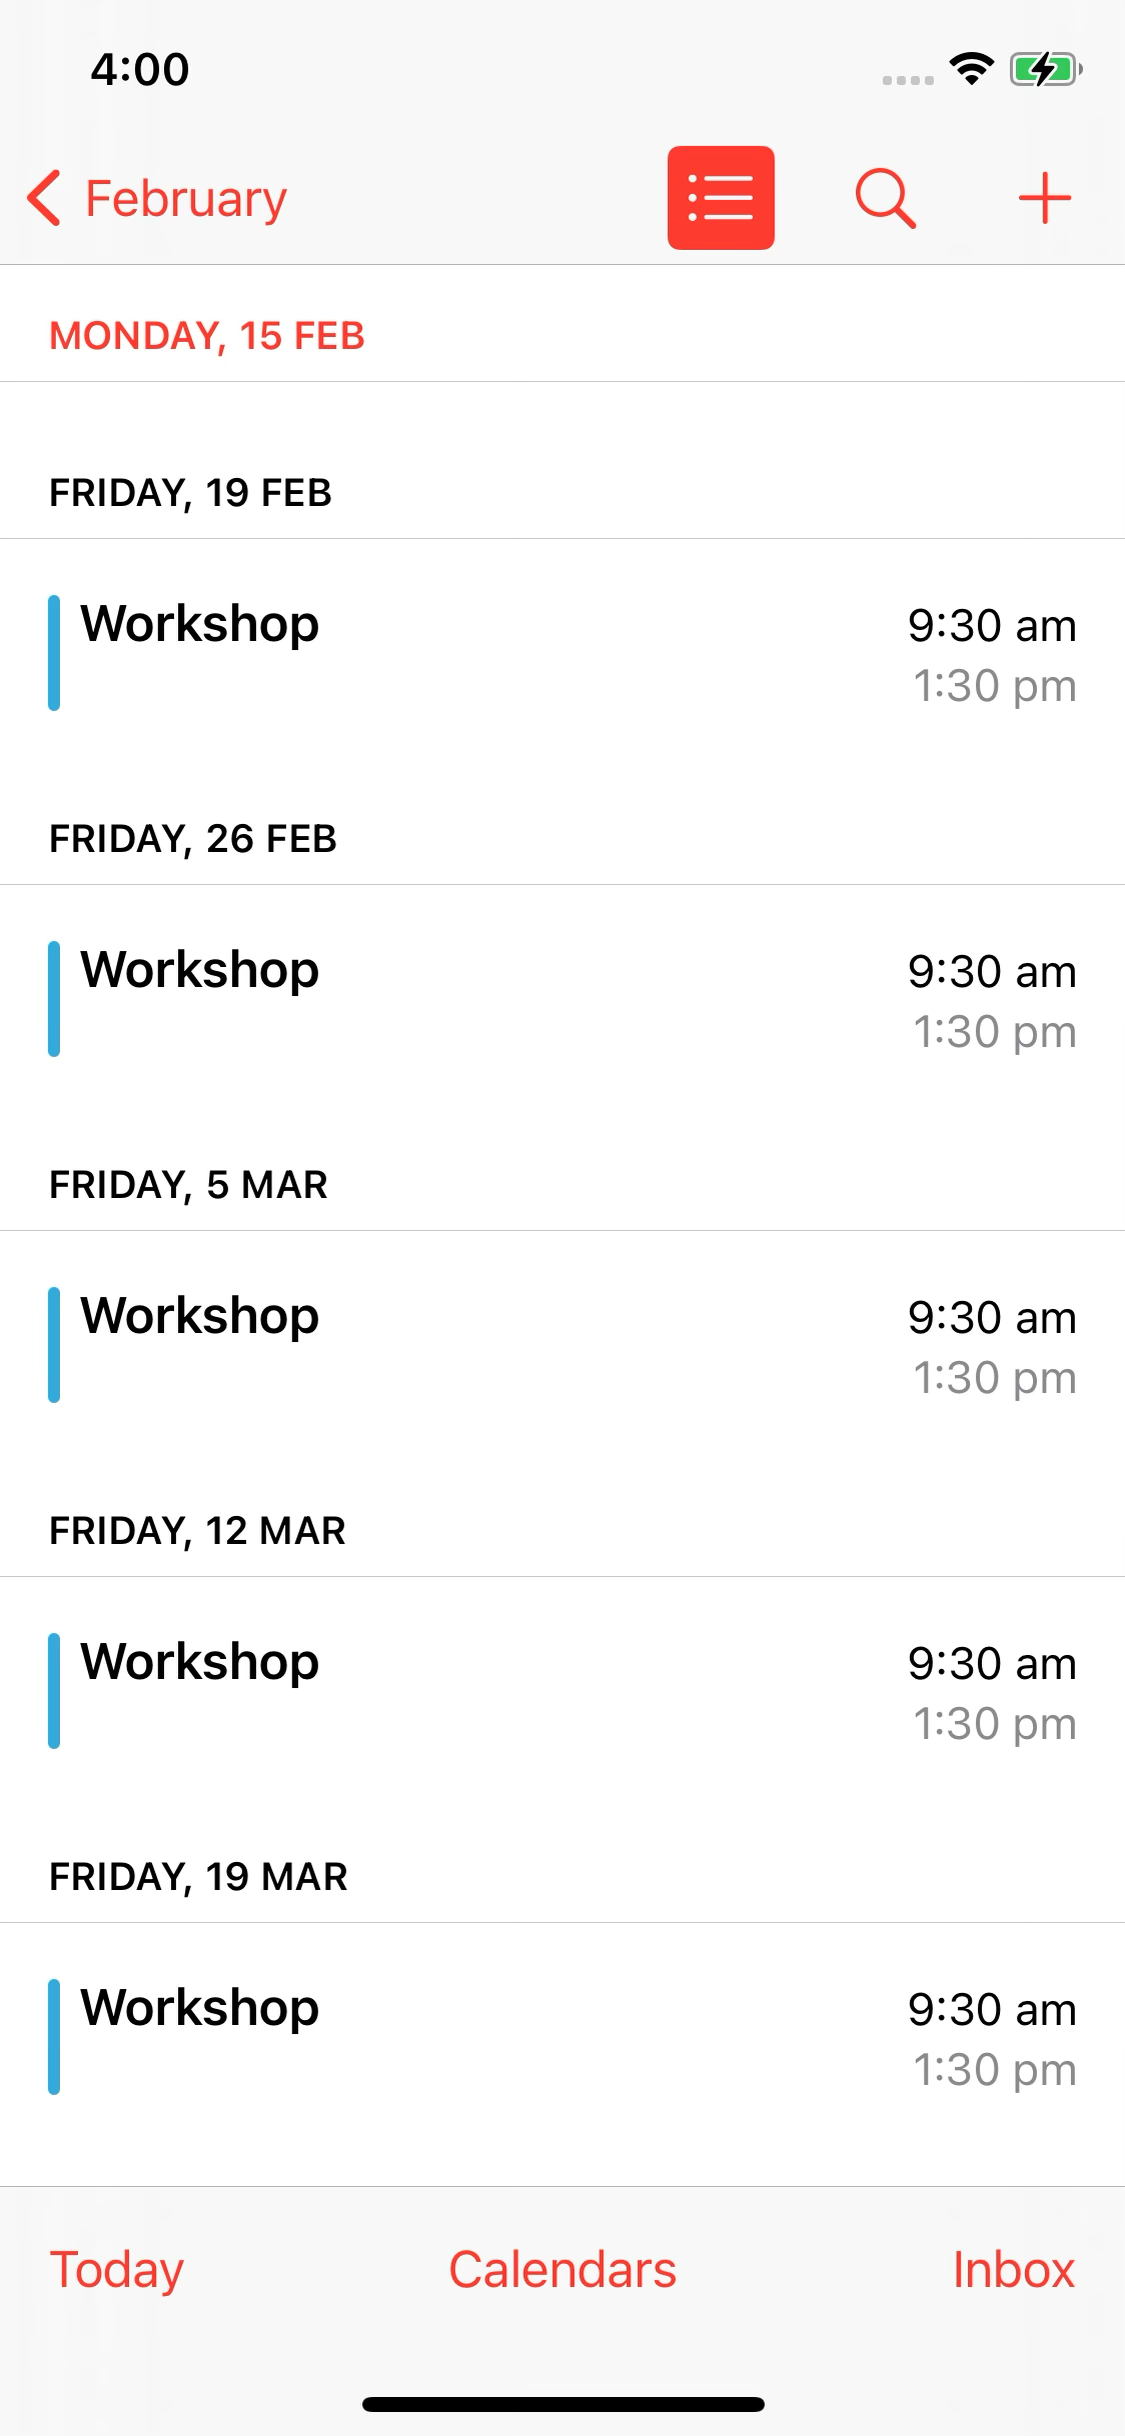 4:00
February
MONDAY, 15 FEB
FRIDAY, 19 FEB
Workshop 9:30 am
1:30 pm
FRIDAY, 26 FEB
Workshop 9:30 am
1:30 pm
FRIDAY, 5 MAR
Workshop 9:30 am
1:30 pm
FRIDAY, 12 MAR
Workshop 9:30 am
1:30 pm
FRIDAY, 19 MAR
Workshop 9:30 am
1:30 pm
Today Calendars Inbox